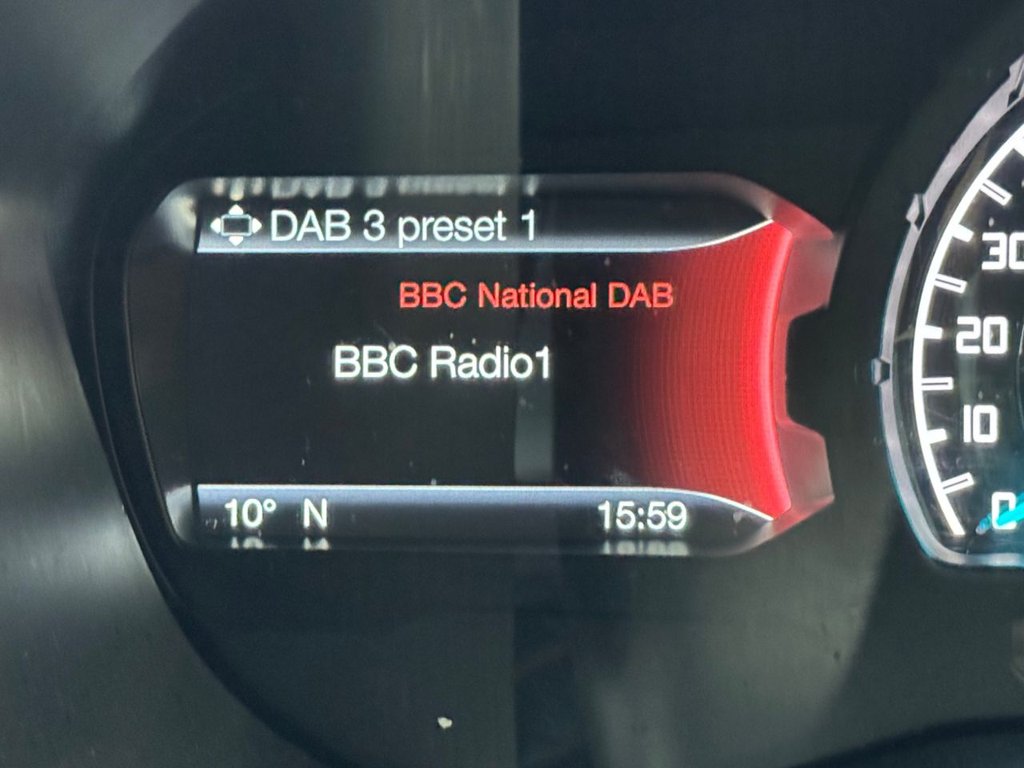 DAB 3 preset 1
BBC National DAB
BBC Radio1
10° N 15:59
30
20
10
0